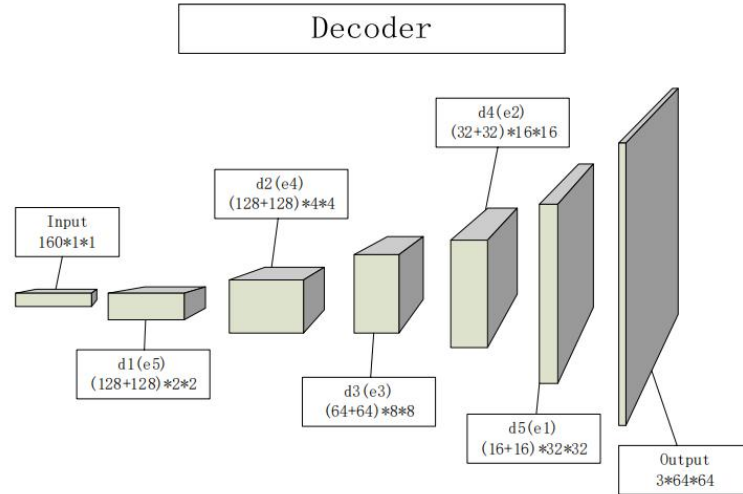 Decoder
Input
160*1*1
d1(e5)
(128+128)*2*2
d2(e4)
(128+128)*4*4
d3(e3)
(64+64)*8*8
d4(e2)
(32+32)*16*16
d5(e1)
(16+16)*32*32
Output
3*64*64